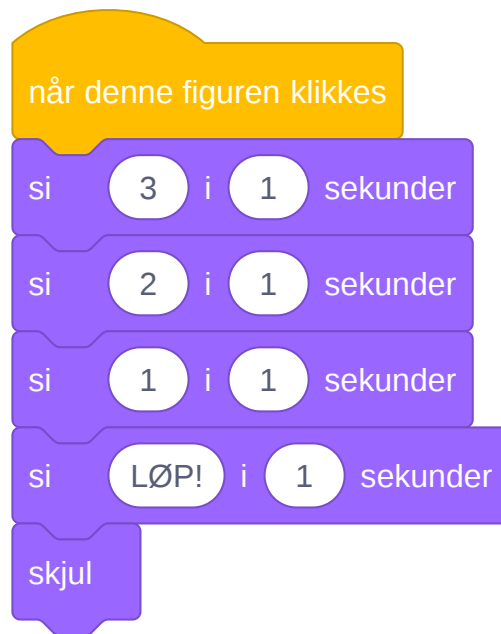 når denne figuren klikkes
si 3 i 1 sekunder
si 2 i 1 sekunder
si 1 i 1 sekunder
si LØP! i 1 sekunder
skjul